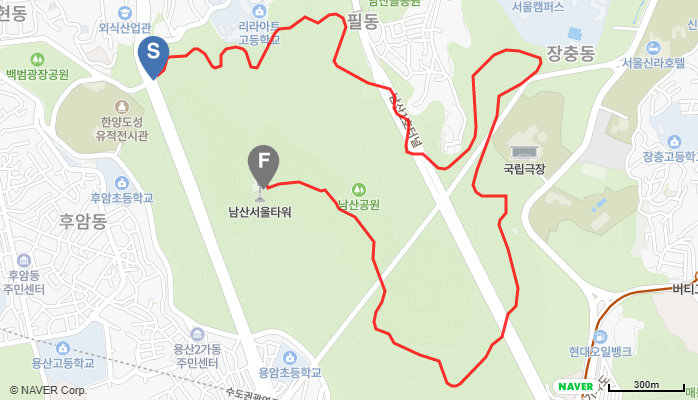 현동
외식산업관
S
리라아트
고등학교
필동
남산골공원
서울캠퍼스
장충동
서울신라호텔
백범광장공원
한양도성
유적전시관
남산1호터널
F
국립극장
장충고등학교
후암초등학교
남산공원
남산서울타워
후암동
후암동
주민센터
버티고
용산2가동
주민센터
현대오일뱅크
용산고등학교
용암초등학교
NAVER
300m
© NAVER Corp.
수도권광역